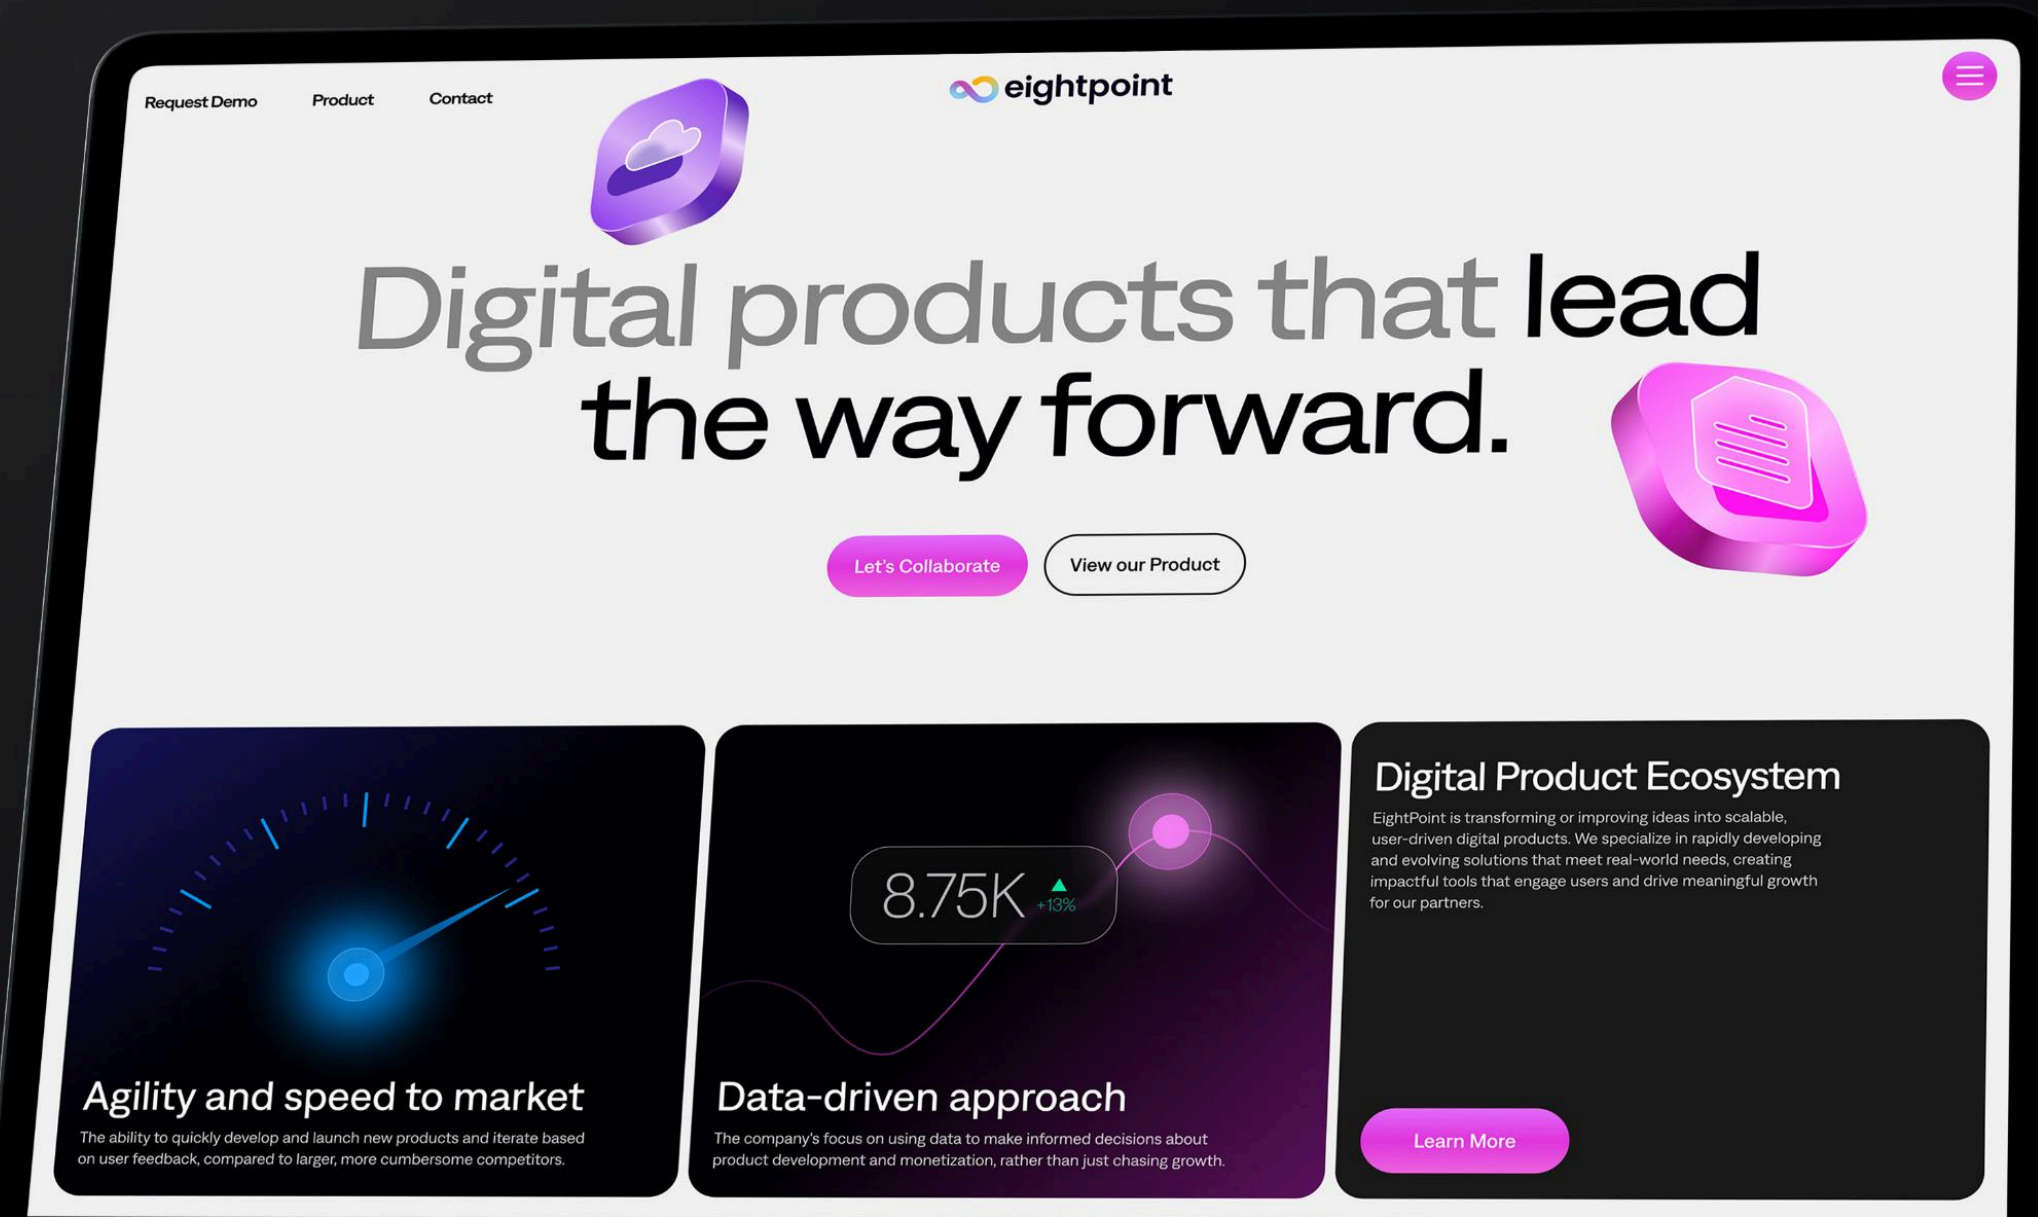 Request Demo
Product
Contact
eightpoint
Digital products that lead
the way forward.
Let's Collaborate
View our Product
8.75K
+13%
Agility and speed to market
The ability to quickly develop and launch new products and iterate based
on user feedback, compared to larger, more cumbersome competitors.
Data-driven approach
The company's focus on using data to make informed decisions about
product development and monetization, rather than just chasing growth.
Digital Product Ecosystem
EightPoint is transforming or improving ideas into scalable,
user-driven digital products. We specialize in rapidly developing
and evolving solutions that meet real-world needs, creating
impactful tools that engage users and drive meaningful growth
for our partners.
Learn More